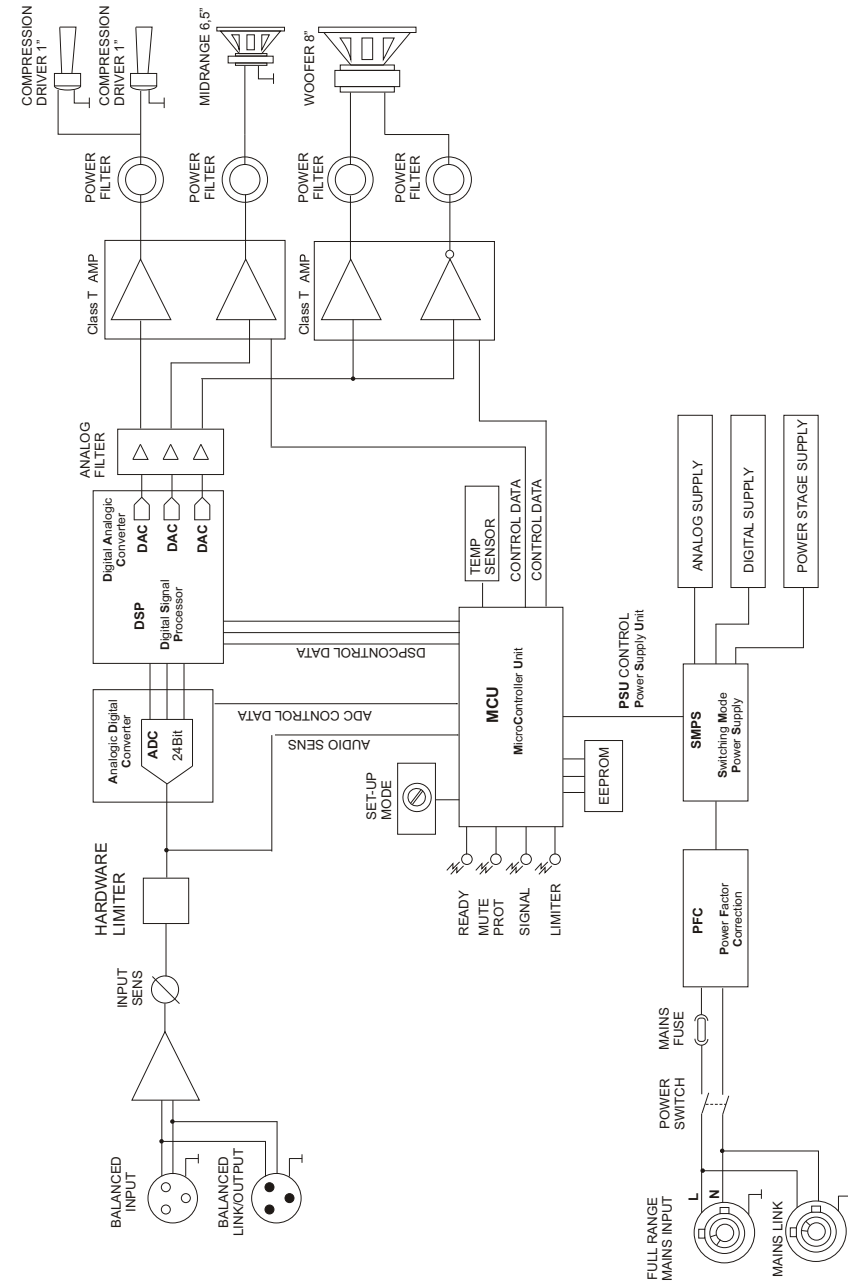 BALANCED
INPUT
BALANCED
LINK/OUTPUT
INPUT
SENS
HARDWARE
LIMITER
Analogic Digital
Converter
ADC
24Bit
DSP
Digital Signal
Processor
Digital Analogic
Converter
DAC
DAC
DAC
ANALOG
FILTER
Class T AMP
Class T AMP
POWER
FILTER
POWER
FILTER
POWER
FILTER
POWER
FILTER
COMPRESSION
DRIVER 1"
COMPRESSION
DRIVER 1"
MIDRANGE 6,5"
WOOFER 8"
AUDIO SENS
ADC CONTROL DATA
DSPCONTROL DATA
SET-UP
MODE
READY
MUTE
PROT
SIGNAL
LIMITER
MCU
MicroController Unit
EEPROM
TEMP
SENSOR
CONTROL DATA
CONTROL DATA
PSU CONTROL
Power Supply Unit
FULL RANGE
MAINS INPUT
L
N
MAINS LINK
POWER
SWITCH
MAINS
FUSE
PFC
Power Factor
Correction
SMPS
Switching Mode
Power Supply
ANALOG SUPPLY
DIGITAL SUPPLY
POWER STAGE SUPPLY